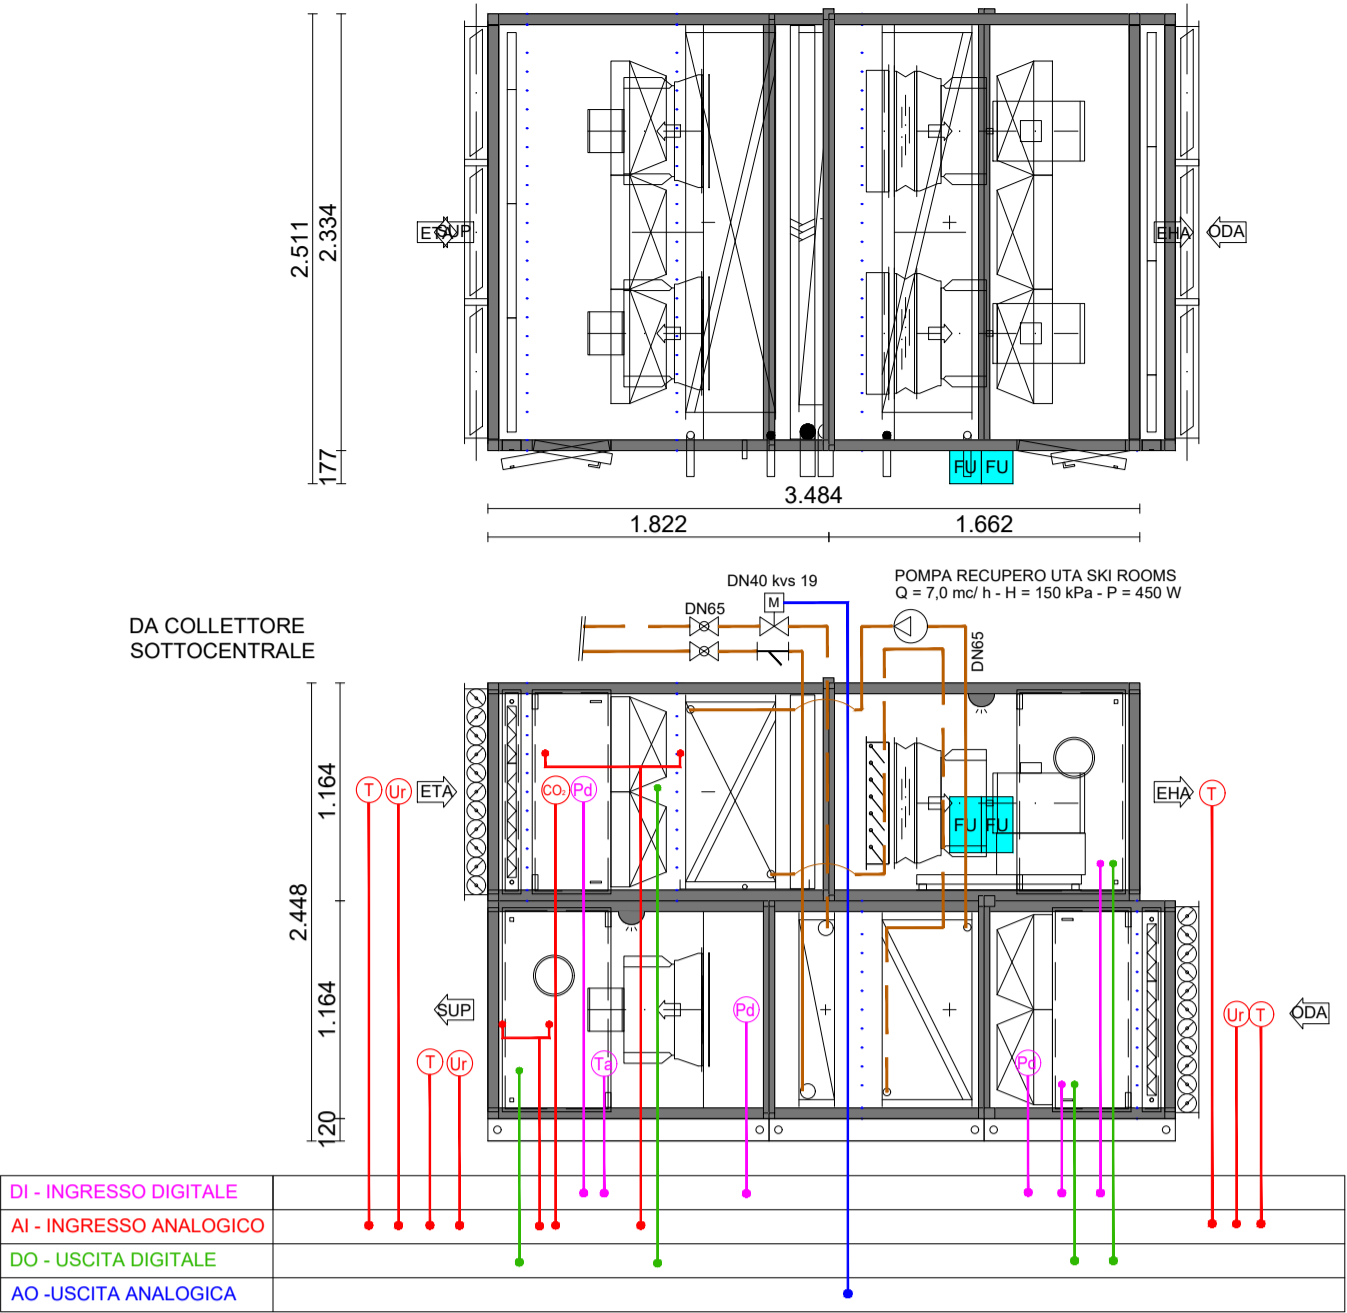 2.511
2.334
177
ETA
SUP
EHA
ODA
FU
FU
3.484
1.822
1.662
DA COLLETTORE
SOTTOCENTRALE
DN40 kvs 19
M
DN65
POMPA RECUPERO UTA SKI ROOMS
Q = 7,0 mc/ h - H = 150 kPa - P = 450 W
DN65
2.448
1.164
1.164
120
T
Ur
ETA
CO₂
Pd
FU
FU
EHA
T
SUP
T
Ur
Ta
Pd
Pd
Ur
T
ODA
DI - INGRESSO DIGITALE
AI - INGRESSO ANALOGICO
DO - USCITA DIGITALE
AO -USCITA ANALOGICA